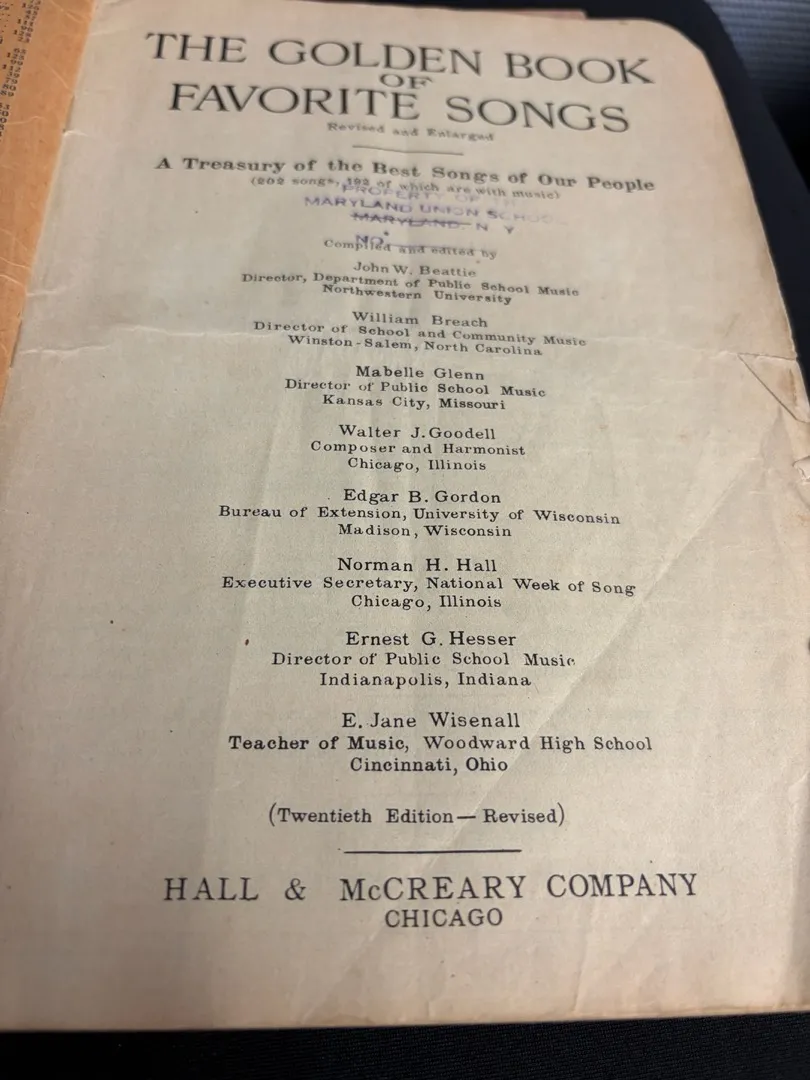 THE GOLDEN BOOK
OF
FAVORITE SONGS
Revised and Enlarged
A Treasury of the Best Songs of Our People
(202 songs, 192 of which are with music)
PROPERTY OF THE
MARYLAND UNION SCHOOL
MARYLAND N Y
NO.
Compiled and edited by
John W. Beattie
Director, Department of Public School Music
Northwestern University
William Breach
Director of School and Community Music
Winston-Salem, North Carolina
Mabelle Glenn
Director of Public School Music
Kansas City, Missouri
Walter J. Goodell
Composer and Harmonist
Chicago, Illinois
Edgar B. Gordon
Bureau of Extension, University of Wisconsin
Madison, Wisconsin
Norman H. Hall
Executive Secretary, National Week of Song
Chicago, Illinois
Ernest G. Hesser
Director of Public School Music
Indianapolis, Indiana
E. Jane Wisenall
Teacher of Music, Woodward High School
Cincinnati, Ohio
(Twentieth Edition — Revised)
HALL & McCREARY COMPANY
CHICAGO